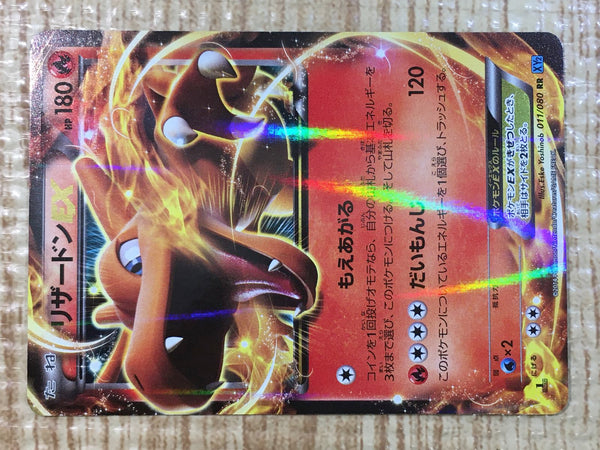 たね
リザードンEX
HP 180
もえあがる
コインを1回投げオモテなら、自分の山札から基本エネルギーを
3枚まで選び、このポケモンにつける。そして山札を切る。
だいもんじ 120
このポケモンについているエネルギーを1個選び、トラッシュする。
弱点
×2
抵抗力
にげる
ポケモンEXのルール
ポケモンEXがきぜつしたとき、
相手はサイドを2枚とる。
Illus. Eske Yoshinob 011/080 RR XY2